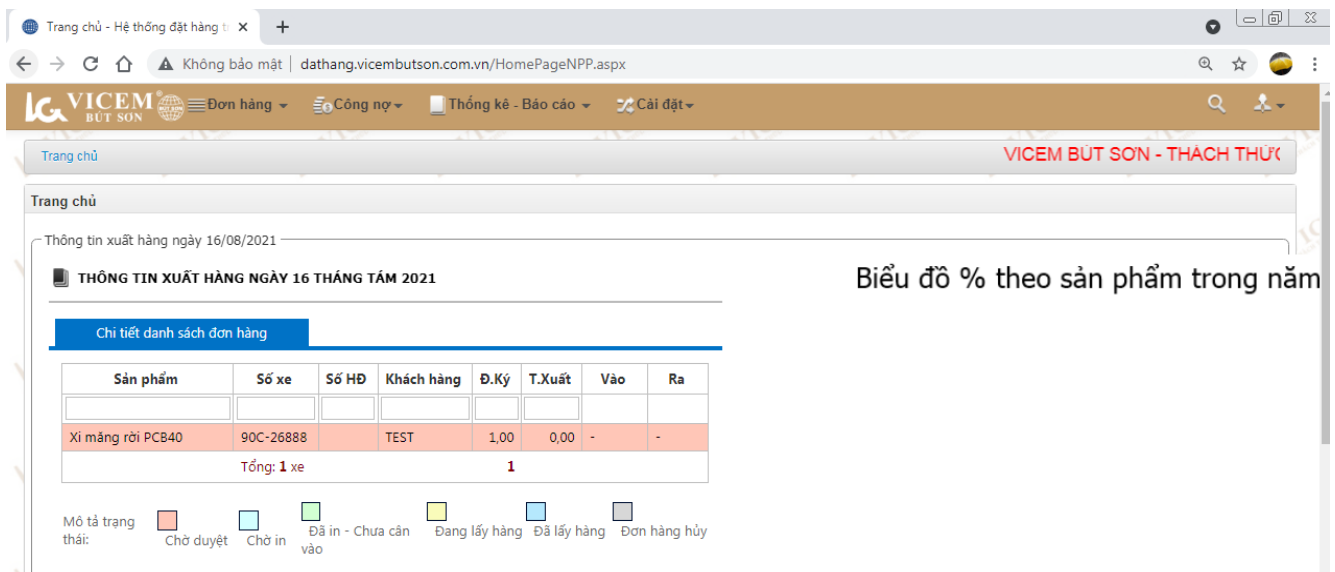 Trang chủ - Hệ thống đặt hàng t
Không bảo mật | dathang.vicembutson.com.vn/HomePageNPP.aspx
VICEM BÚT SƠN Đơn hàng Công nợ Thống kê - Báo cáo Cài đặt
Trang chủ VICEM BÚT SƠN - THÁCH THỨC
Trang chủ
Thông tin xuất hàng ngày 16/08/2021
THÔNG TIN XUẤT HÀNG NGÀY 16 THÁNG TÁM 2021
Biểu đồ % theo sản phẩm trong năm
Chi tiết danh sách đơn hàng
Sản phẩm Số xe Số HĐ Khách hàng Đ.Ký T.Xuất Vào Ra
Xi măng rời PCB40 90C-26888 TEST 1,00 0,00 - -
Tổng: 1 xe 1
Mô tả trạng thái: Chờ duyệt Chờ in Đã in - Chưa cân vào Đang lấy hàng Đã lấy hàng Đơn hàng hủy